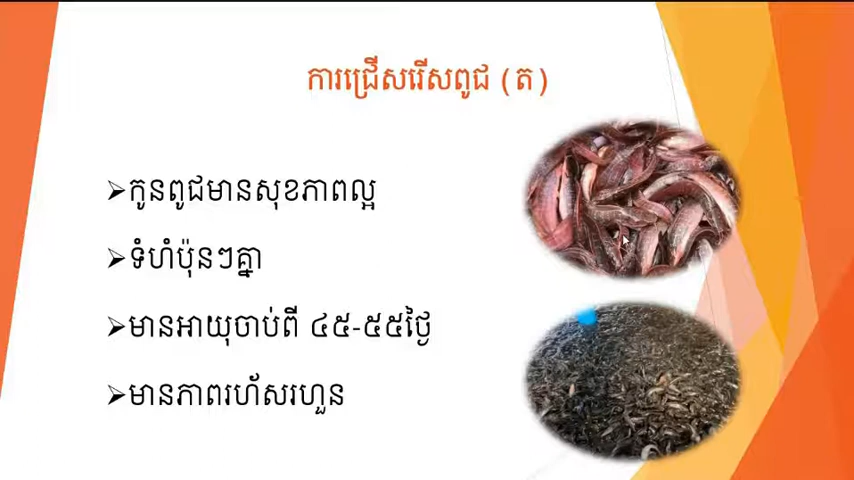 ការជ្រើសរើសពូជ (ត)
➢កូនពូជមានសុខភាពល្អ
➢ទំហំប៉ុនៗគ្នា
➢មានអាយុចាប់ពី ៤៥-៥៥ថ្ងៃ
➢មានភាពរហ័សរហួន